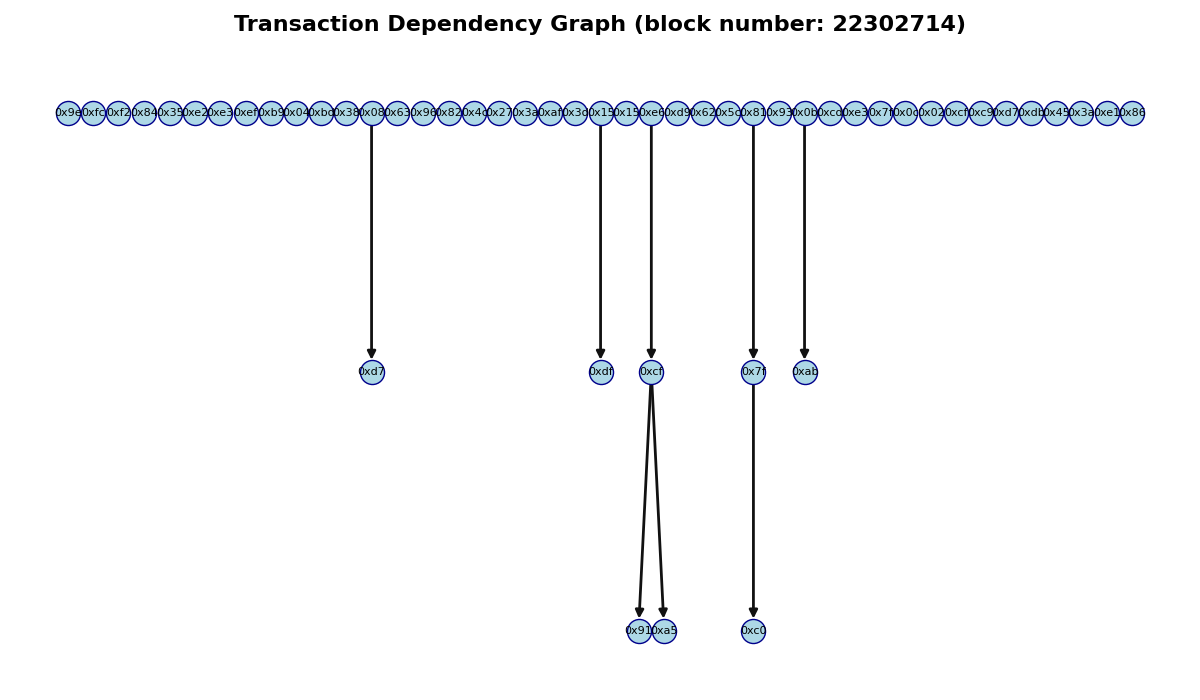 Transaction Dependency Graph (block number: 22302714)
0x9e 0xfc 0xf2 0x84 0x35 0xe2 0xe3 0xef 0xb9 0x04 0xbd 0x38 0x08 0x63 0x96 0x82 0x4c 0x27 0x3a 0xaf 0x3d 0x15 0x15 0xe6 0xd9 0x62 0x5c 0x81 0x93 0x0b 0xcd 0xe3 0x7f 0x0c 0x02 0xcf 0xc9 0xd7 0xdb 0x45 0x3a 0xe1 0x86
0xd7 0xdf 0xcf 0x7f 0xab
0x91 0xa5 0xc0